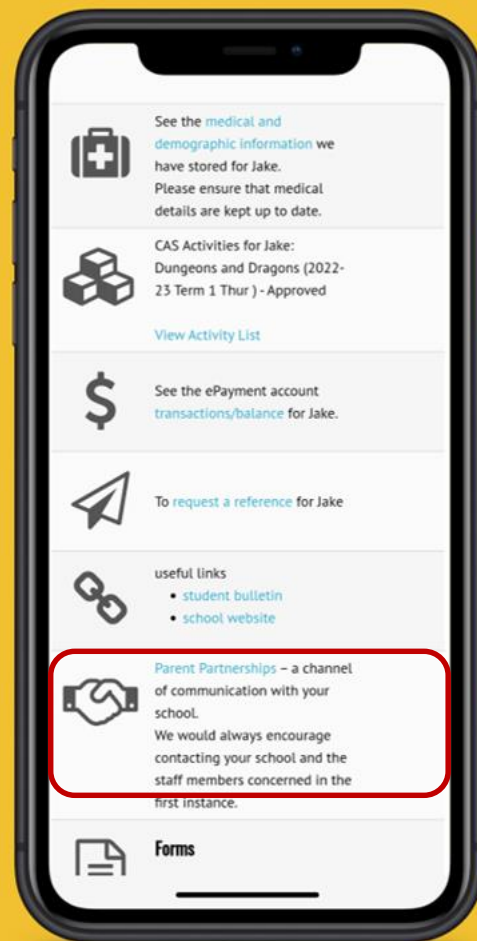 See the medical and
demographic information we
have stored for Jake.
Please ensure that medical
details are kept up to date.
CAS Activities for Jake:
Dungeons and Dragons (2022-
23 Term 1 Thur ) - Approved
View Activity List
$
See the ePayment account
transactions/balance for Jake.
To request a reference for Jake
useful links
• student bulletin
• school website
Parent Partnerships – a channel
of communication with your
school.
We would always encourage
contacting your school and the
staff members concerned in the
first instance.
Forms